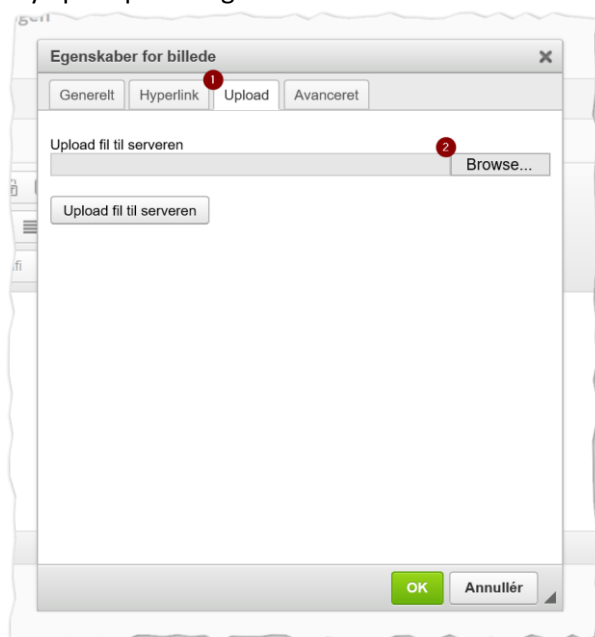 Egenskaber for billede
1
Generelt Hyperlink Upload Avanceret
Upload fil til serveren
2
Browse...
Upload fil til serveren
OK Annullér